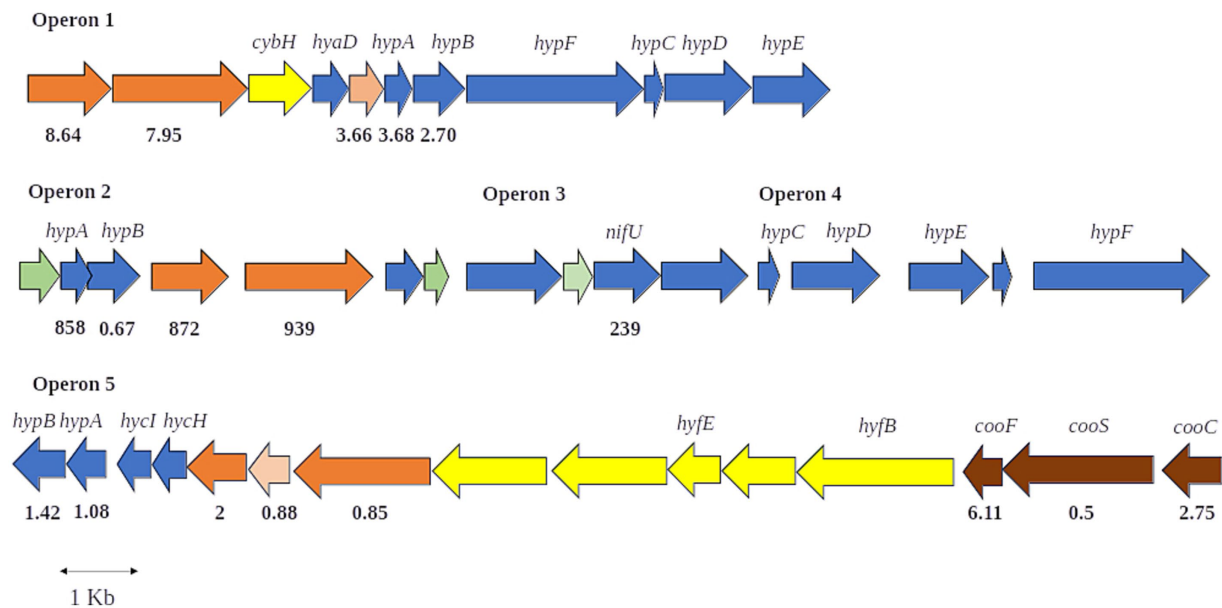 Operon 1
cybH hyaD hypA hypB hypF hypC hypD hypE
8.64 7.95 3.66 3.68 2.70
Operon 2 Operon 3 Operon 4
hypA hypB nifU hypC hypD hypE hypF
858 0.67 872 939 239
Operon 5
hypB hypA hycI hycH hyfE hyfB cooF cooS cooC
1.42 1.08 2 0.88 0.85 6.11 0.5 2.75
1 Kb